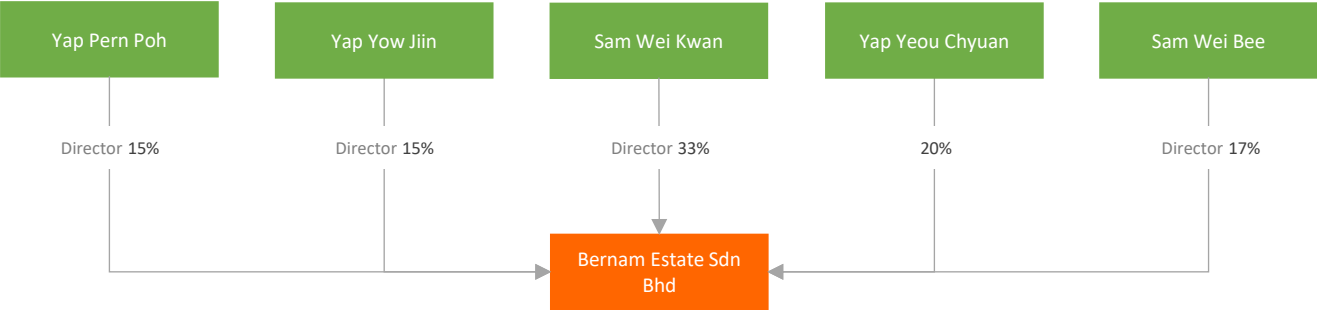 Yap Pern Poh
Yap Yow Jiin
Sam Wei Kwan
Yap Yeou Chyuan
Sam Wei Bee
Director 15%
Director 15%
Director 33%
20%
Director 17%
Bernam Estate Sdn
Bhd